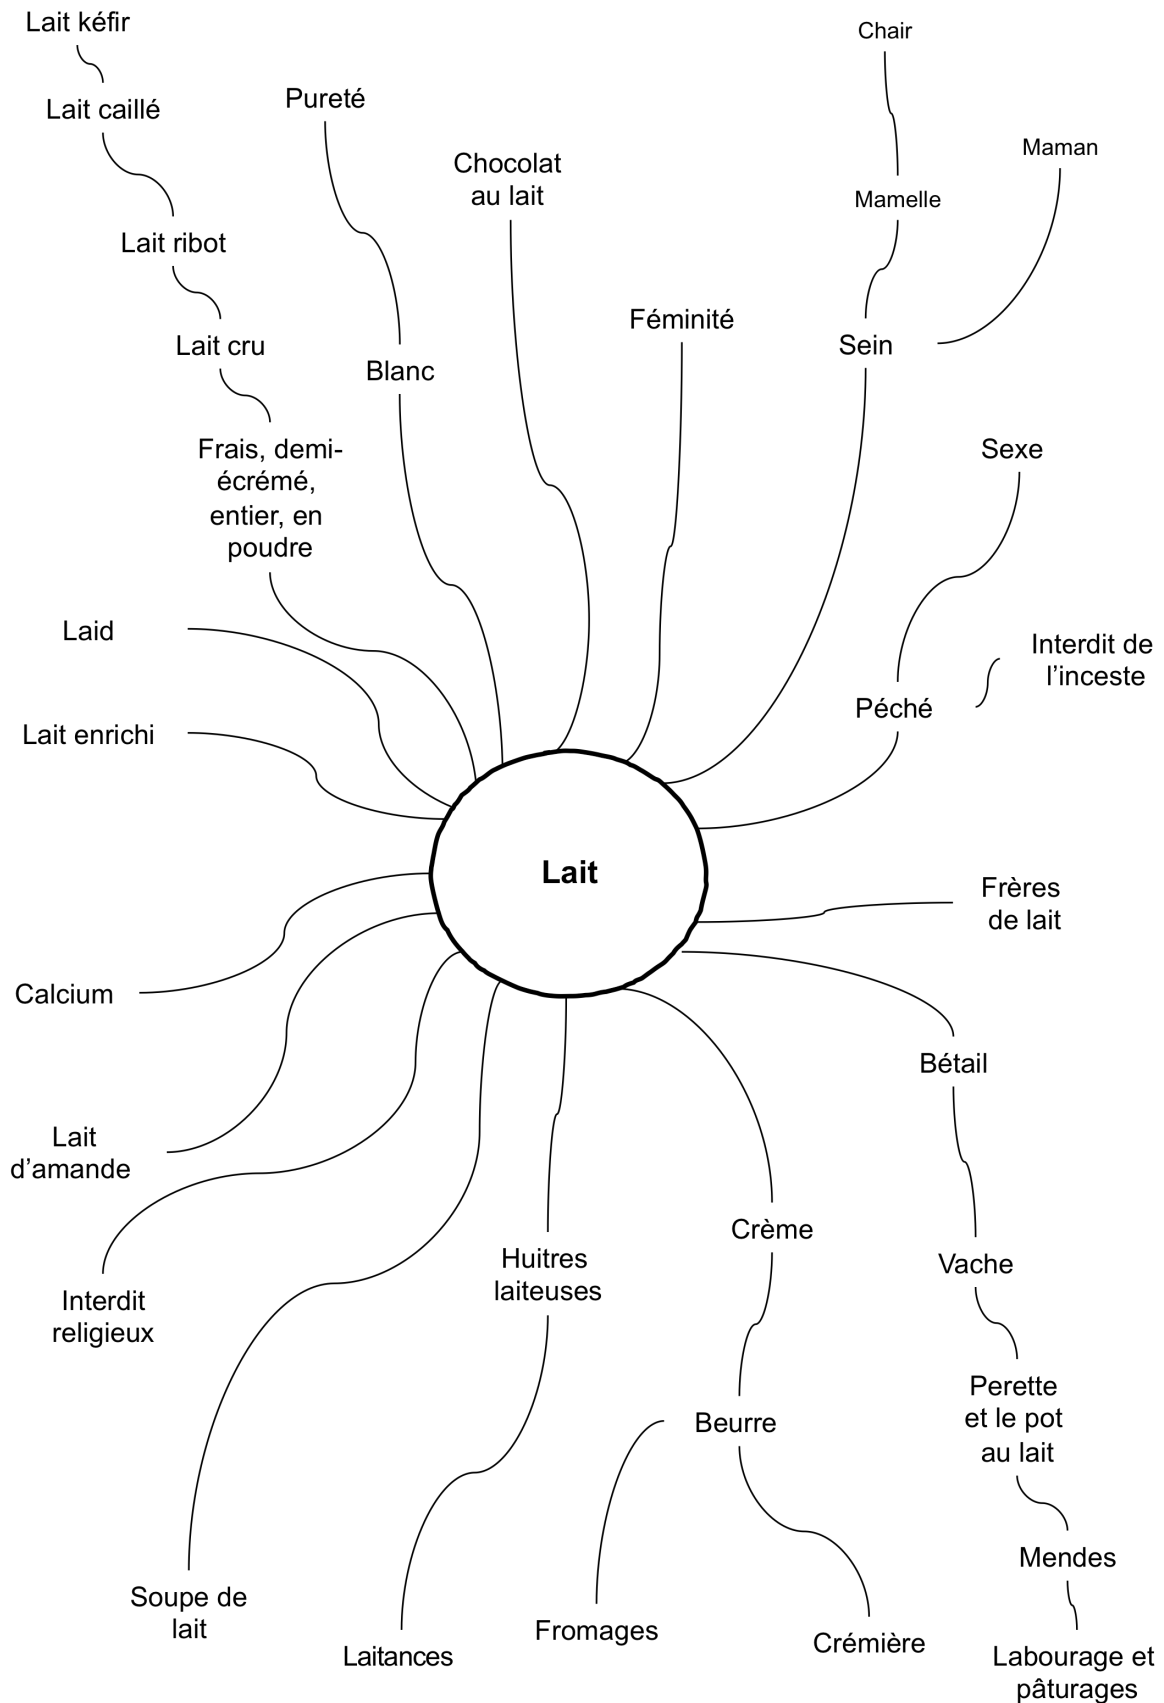 Lait kéfir
Chair
Lait caillé
Pureté
Maman
Chocolat
au lait
Mamelle
Lait ribot
Féminité
Lait cru
Sein
Blanc
Frais, demi-
écrémé,
entier, en
poudre
Sexe
Laid
Interdit de
l’inceste
Péché
Lait enrichi
Lait
Frères
de lait
Calcium
Bétail
Lait
d’amande
Crème
Huitres
laiteuses
Vache
Interdit
religieux
Perette
et le pot
au lait
Beurre
Mendes
Soupe de
lait
Fromages
Crémière
Laitances
Labourage et
pâturages